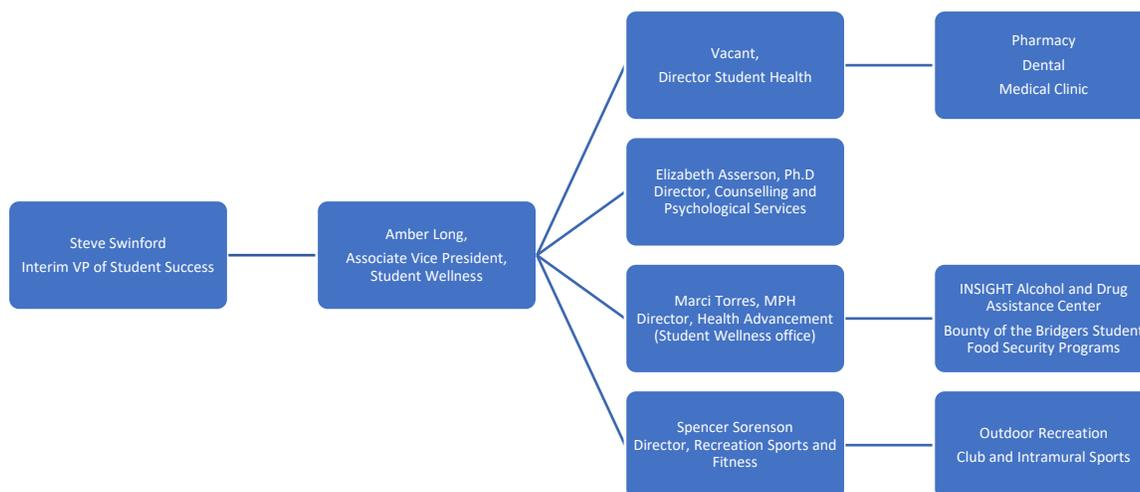 Steve Swinford
Interim VP of Student Success
Amber Long,
Associate Vice President,
Student Wellness
Vacant,
Director Student Health
Pharmacy
Dental
Medical Clinic
Elizabeth Asserson, Ph.D
Director, Counselling and
Psychological Services
Marci Torres, MPH
Director, Health Advancement
(Student Wellness office)
INSIGHT Alcohol and Drug
Assistance Center
Bounty of the Bridgers Student
Food Security Programs
Spencer Sorenson
Director, Recreation Sports and
Fitness
Outdoor Recreation
Club and Intramural Sports